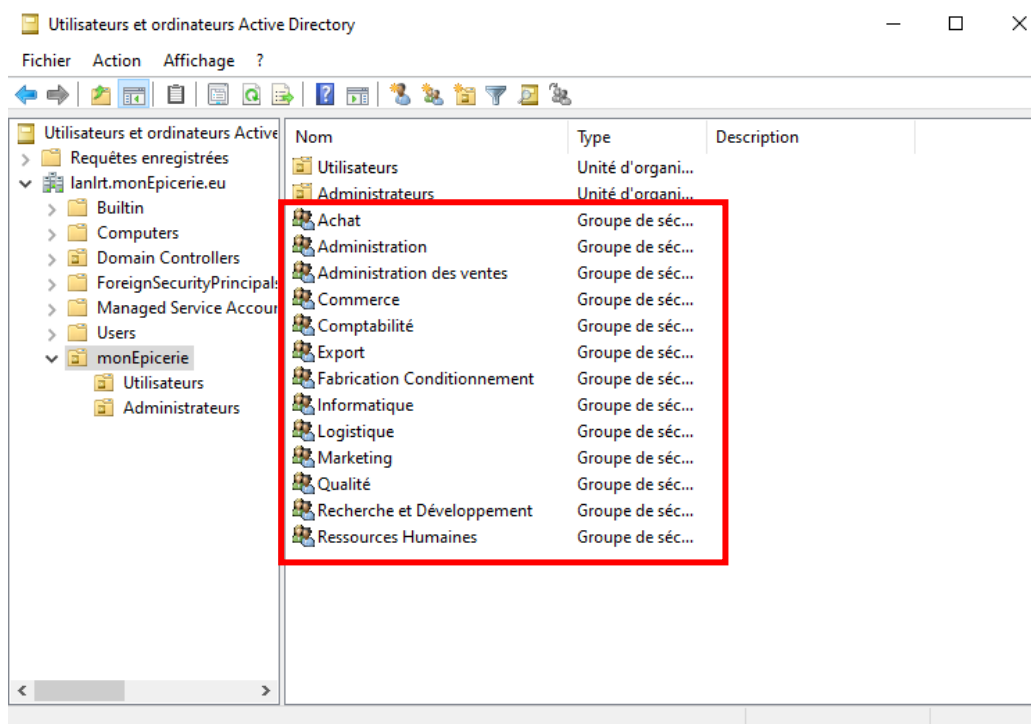 Utilisateurs et ordinateurs Active Directory
Fichier Action Affichage ?
Utilisateurs et ordinateurs Active
Requêtes enregistrées
lanlrt.monEpicerie.eu
Builtin
Computers
Domain Controllers
ForeignSecurityPrincipals
Managed Service Accour
Users
monEpicerie
Utilisateurs
Administrateurs
Nom Type Description
Utilisateurs Unité d'organi...
Administrateurs Unité d'organi...
Achat Groupe de séc...
Administration Groupe de séc...
Administration des ventes Groupe de séc...
Commerce Groupe de séc...
Comptabilité Groupe de séc...
Export Groupe de séc...
Fabrication Conditionnement Groupe de séc...
Informatique Groupe de séc...
Logistique Groupe de séc...
Marketing Groupe de séc...
Qualité Groupe de séc...
Recherche et Développement Groupe de séc...
Ressources Humaines Groupe de séc...